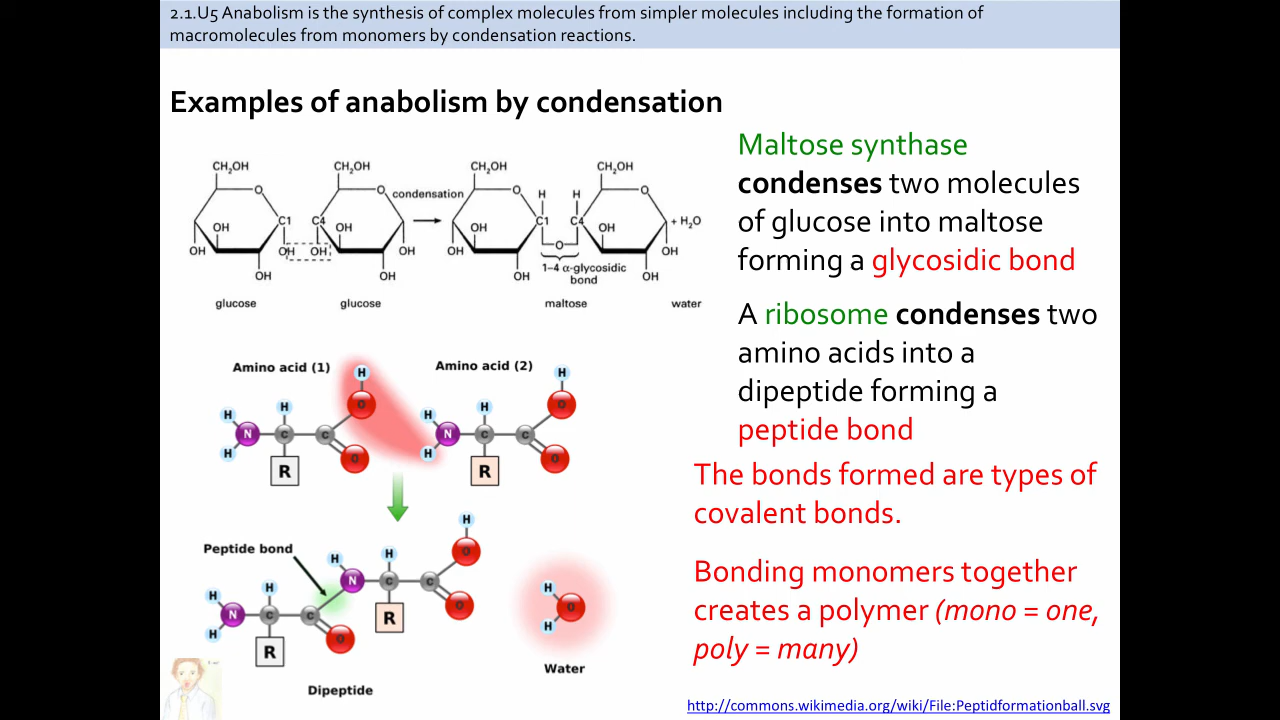 2.1.U5 Anabolism is the synthesis of complex molecules from simpler molecules including the formation of
macromolecules from monomers by condensation reactions.
Examples of anabolism by condensation
CH₂OH CH₂OH CH₂OH CH₂OH
O O condensation O H H O
C1 C4 C1 C4 + H₂O
OH OH OH OH
OH OH OH OH OH O OH
1–4 α-glycosidic
bond
OH OH OH OH
glucose glucose maltose water
Maltose synthase
condenses two molecules
of glucose into maltose
forming a glycosidic bond
A ribosome condenses two
amino acids into a
dipeptide forming a
peptide bond
The bonds formed are types of
covalent bonds.
Bonding monomers together
creates a polymer (mono = one,
poly = many)
Amino acid (1) Amino acid (2)
H H
H H O H H O
N C C N C C
H O H O
R R
H
Peptide bond H H O
N C C
H H O
H R
N C C
H O
R
H
O
H
Water
Dipeptide
http://commons.wikimedia.org/wiki/File:Peptidformationball.svg